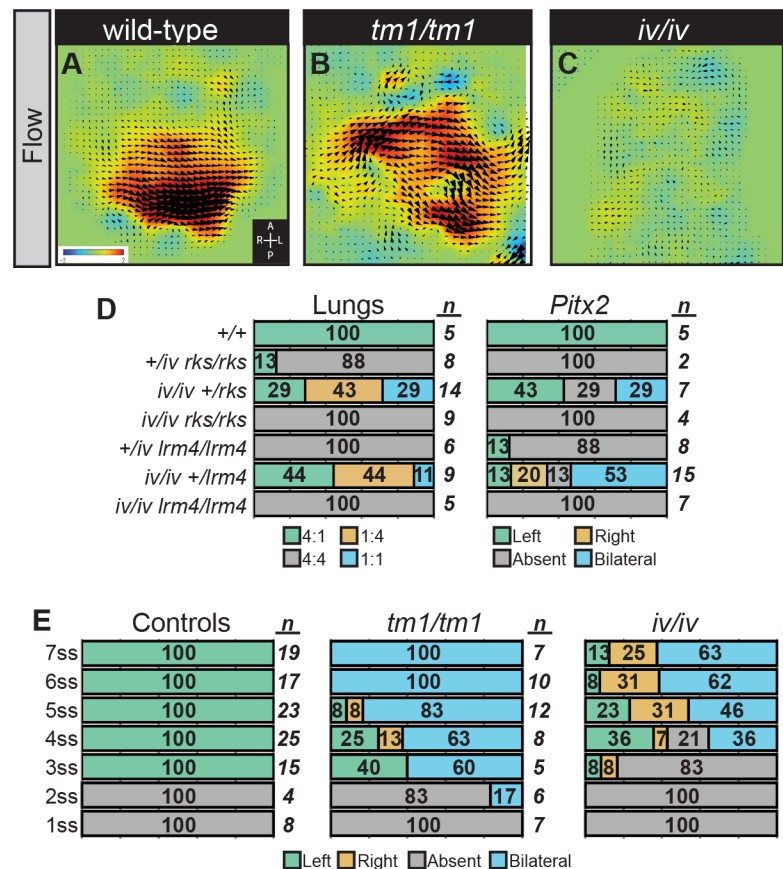 wild-type tm1/tm1 iv/iv
A B C
Flow
A
R L
P
-1 2
D Lungs n Pitx2 n
+/+ 100 5 100 5
+/iv rks/rks 13 88 8 100 2
iv/iv +/rks 29 43 29 14 43 29 29 7
iv/iv rks/rks 100 9 100 4
+/iv lrm4/lrm4 100 6 13 88 8
iv/iv +/lrm4 44 44 11 9 13 20 13 53 15
iv/iv lrm4/lrm4 100 5 100 7
4:1 1:4 Left Right
4:4 1:1 Absent Bilateral
E Controls n tm1/tm1 n iv/iv
7ss 100 19 100 7 13 25 63
6ss 100 17 100 10 8 31 62
5ss 100 23 8 8 83 12 23 31 46
4ss 100 25 25 13 63 8 36 7 21 36
3ss 100 15 40 60 5 8 8 83
2ss 100 4 83 17 6 100
1ss 100 8 100 7 100
Left Right Absent Bilateral